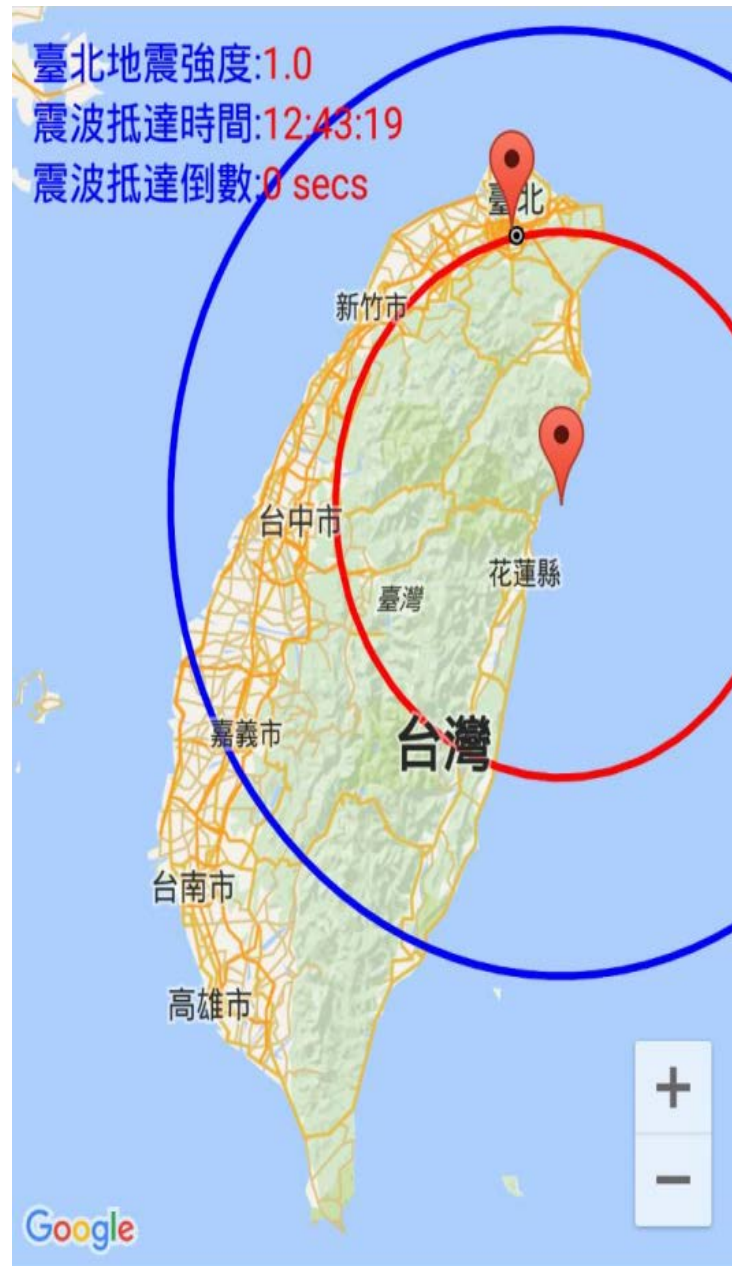 臺北地震強度:1.0
震波抵達時間:12:43:19
震波抵達倒數:0 secs
臺北
新竹市
台中市
花蓮縣
臺灣
嘉義市
台灣
台南市
高雄市
+
−
Google